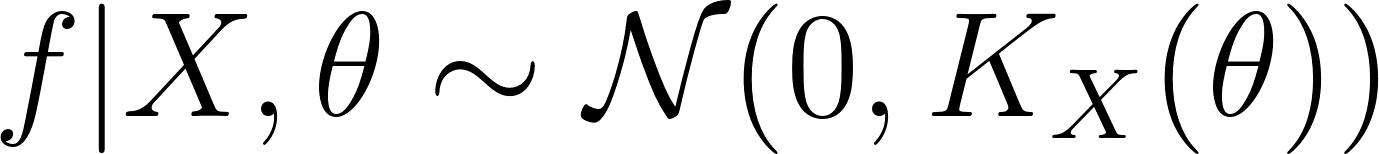 f|X, θ ∼ 𝒩(0, K_X(θ))